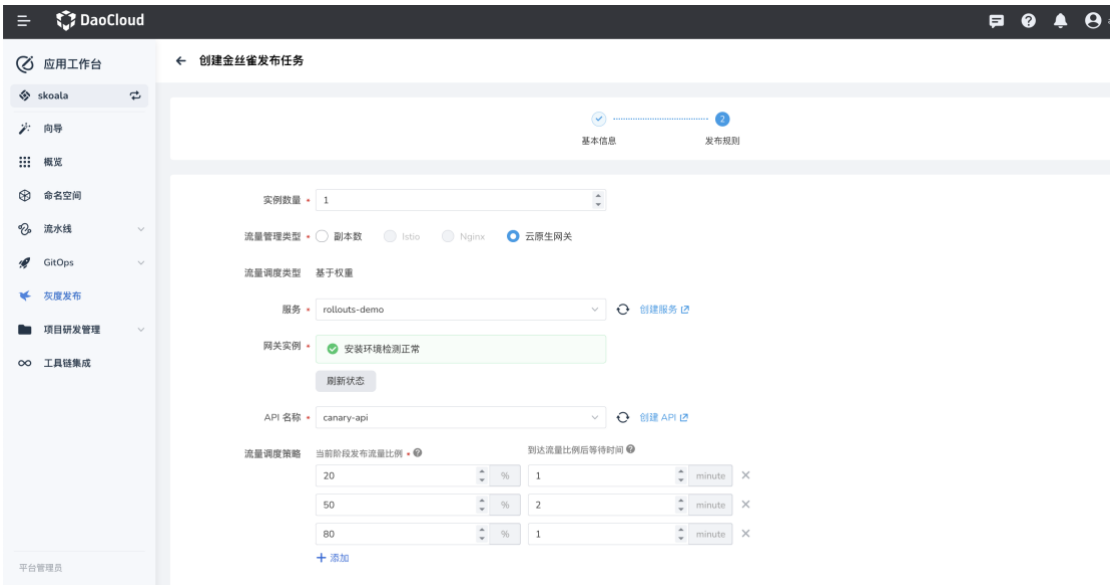 DaoCloud
应用工作台
skoala
向导
概览
命名空间
流水线
GitOps
灰度发布
项目研发管理
工具链集成
平台管理员
创建金丝雀发布任务
2
基本信息
发布规则
实例数量 • 1
流量管理类型 • 副本数 Istio Nginx 云原生网关
流量调度类型 基于权重
服务 • rollouts-demo 创建服务
网关实例 • 安装环境检测正常
刷新状态
API 名称 • canary-api 创建 API
流量调度策略 当前阶段发布流量比例 • 到达流量比例后等待时间
20 % 1 minute
50 % 2 minute
80 % 1 minute
+ 添加